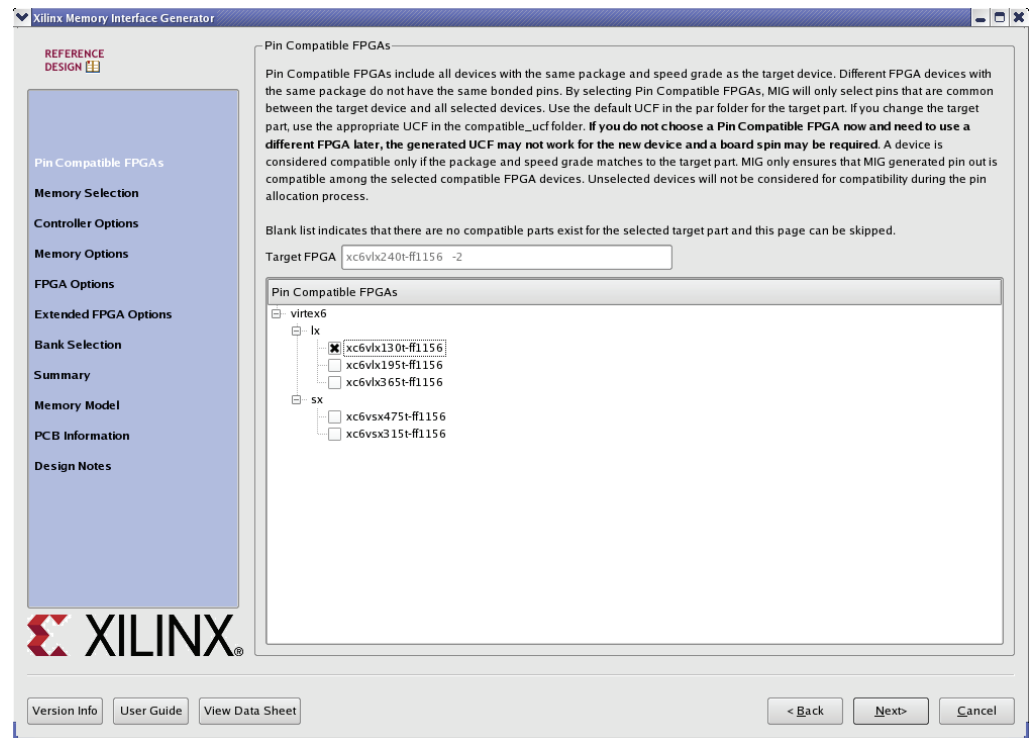 Xilinx Memory Interface Generator
REFERENCE
DESIGN
Pin Compatible FPGAs
Memory Selection
Controller Options
Memory Options
FPGA Options
Extended FPGA Options
Bank Selection
Summary
Memory Model
PCB Information
Design Notes
XILINX®
Pin Compatible FPGAs
Pin Compatible FPGAs include all devices with the same package and speed grade as the target device. Different FPGA devices with
the same package do not have the same bonded pins. By selecting Pin Compatible FPGAs, MIG will only select pins that are common
between the target device and all selected devices. Use the default UCF in the par folder for the target part. If you change the target
part, use the appropriate UCF in the compatible_ucf folder. If you do not choose a Pin Compatible FPGA now and need to use a
different FPGA later, the generated UCF may not work for the new device and a board spin may be required. A device is
considered compatible only if the package and speed grade matches to the target part. MIG only ensures that MIG generated pin out is
compatible among the selected compatible FPGA devices. Unselected devices will not be considered for compatibility during the pin
allocation process.
Blank list indicates that there are no compatible parts exist for the selected target part and this page can be skipped.
Target FPGA xc6vlx240t-ff1156 -2
Pin Compatible FPGAs
virtex6
lx
xc6vlx130t-ff1156
xc6vlx195t-ff1156
xc6vlx365t-ff1156
sx
xc6vsx475t-ff1156
xc6vsx315t-ff1156
Version Info User Guide View Data Sheet < Back Next> Cancel